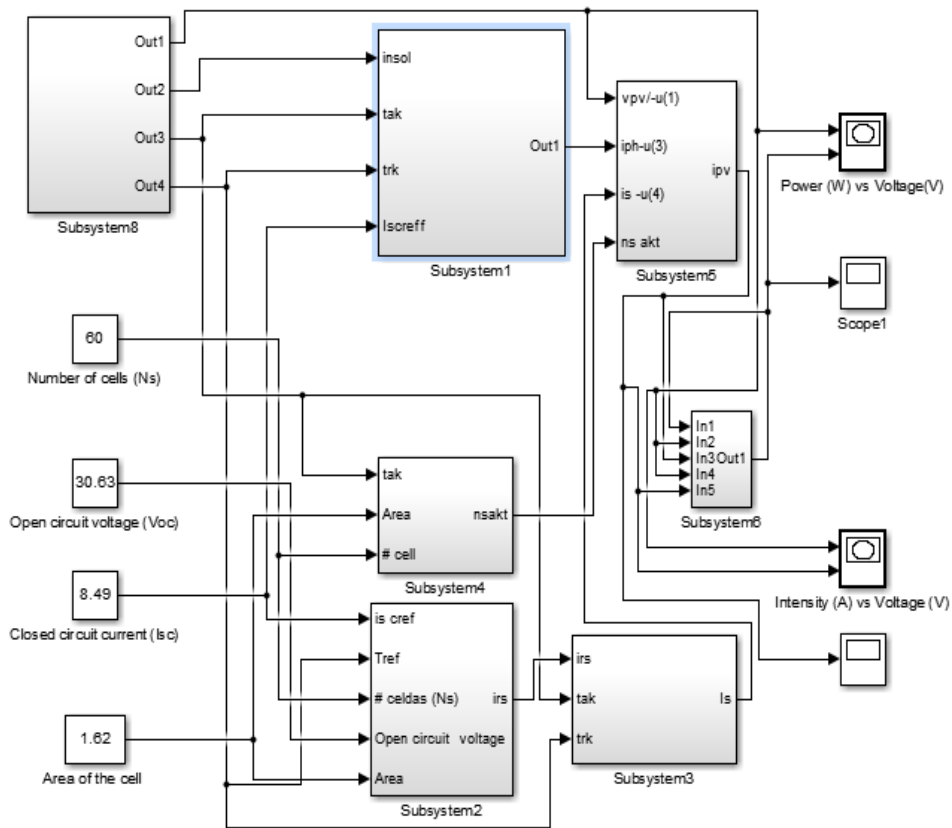 Out1
Out2
Out3
Out4
Subsystem8
insol
tak
trk
Iscreff
Out1
Subsystem1
vpv/-u(1)
iph-u(3)
is -u(4)
ns akt
ipv
Subsystem5
Power (W) vs Voltage(V)
Scope1
60
Number of cells (Ns)
30.63
Open circuit voltage (Voc)
8.49
Closed circuit current (Isc)
1.62
Area of the cell
tak
Area
# cell
nsakt
Subsystem4
In1
In2
In3
In4
In5
Out1
Subsystem6
Intensity (A) vs Voltage (V)
is cref
Tref
# celdas (Ns)
Open circuit voltage
Area
irs
Subsystem2
irs
tak
trk
Is
Subsystem3